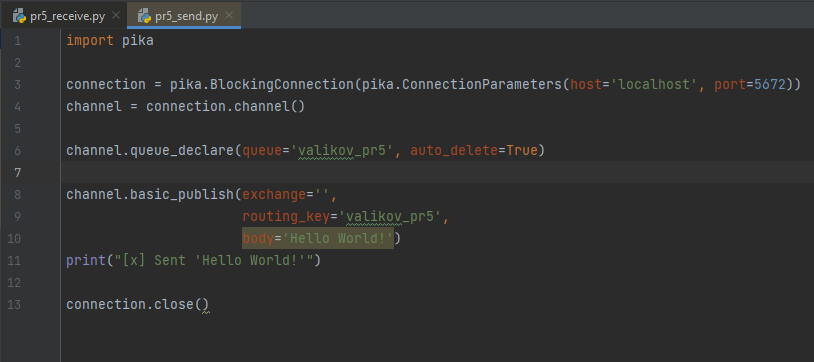 pr5_receive.py × pr5_send.py ×
1 import pika
2
3 connection = pika.BlockingConnection(pika.ConnectionParameters(host='localhost', port=5672))
4 channel = connection.channel()
5
6 channel.queue_declare(queue='valikov_pr5', auto_delete=True)
7
8 channel.basic_publish(exchange='',
9 routing_key='valikov_pr5',
10 body='Hello World!')
11 print("[x] Sent 'Hello World!'")
12
13 connection.close()